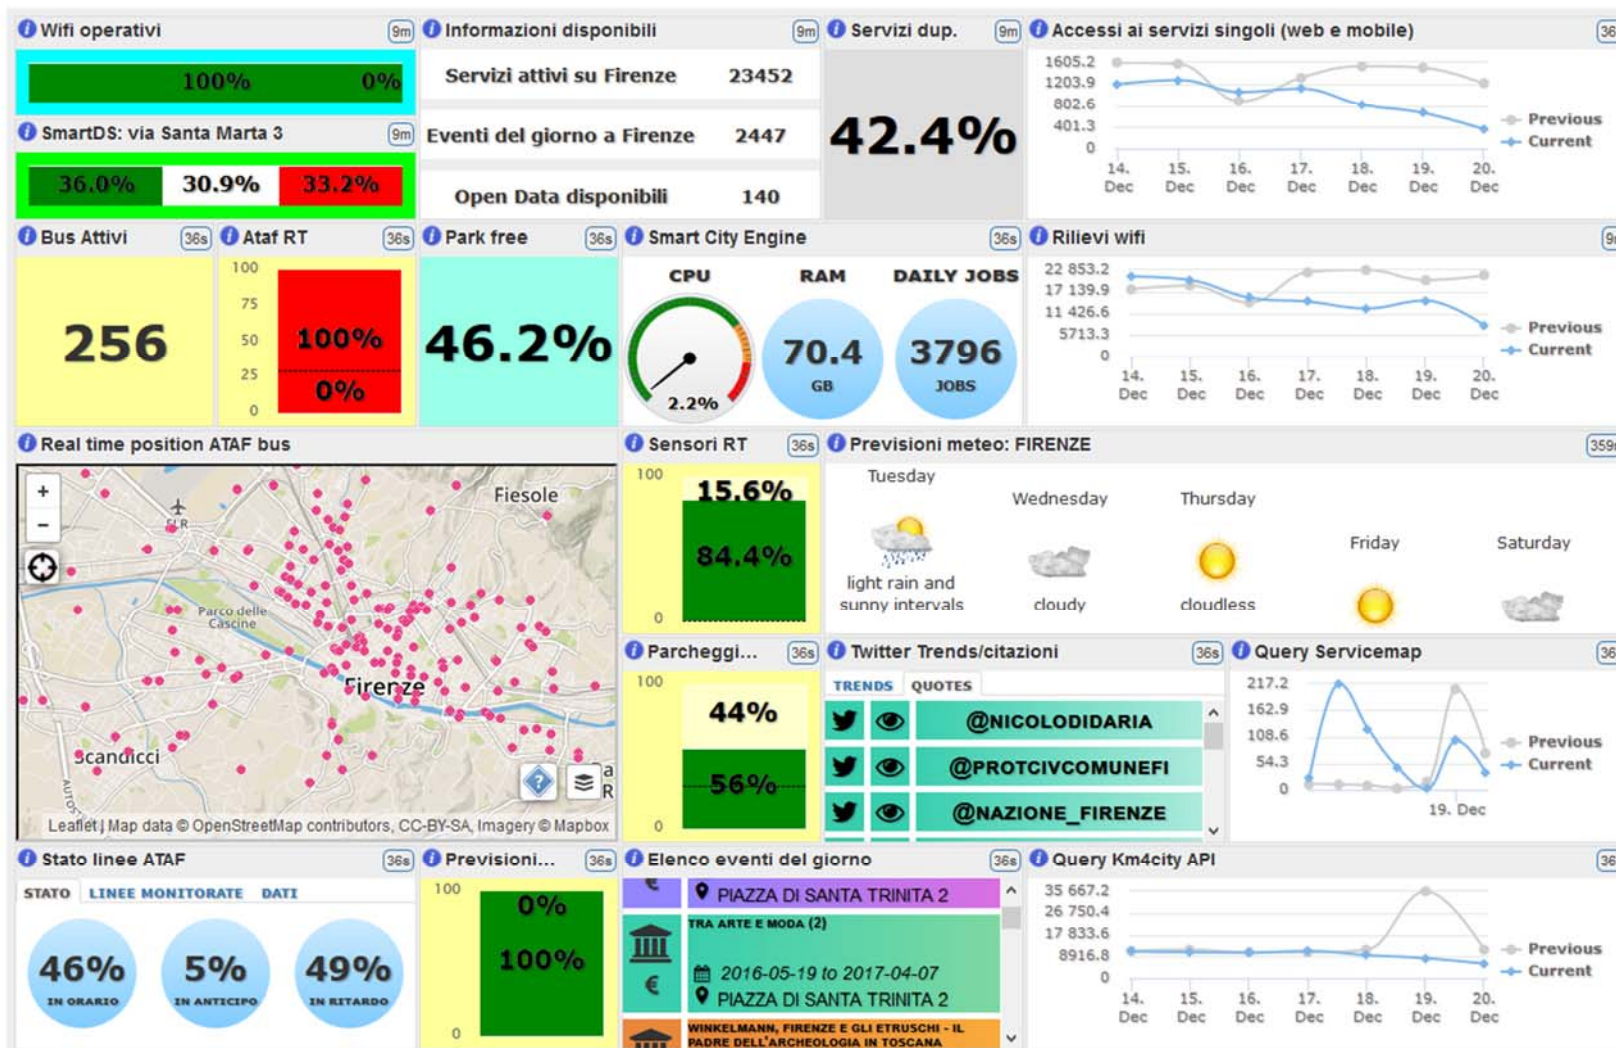 Wifi operativi 9m
100% 0%
SmartDS: via Santa Marta 3 9m
36.0% 30.9% 33.2%
Informazioni disponibili 9m
Servizi attivi su Firenze 23452
Eventi del giorno a Firenze 2447
Open Data disponibili 140
Servizi dup. 9m
42.4%
Accessi ai servizi singoli (web e mobile) 36
1605.2
1203.9
802.6
401.3
0
14. Dec 15. Dec 16. Dec 17. Dec 18. Dec 19. Dec 20. Dec
Previous
Current
Bus Attivi 36s
256
Ataf RT 36s
100
75
50
25
0
100%
0%
Park free 36s
46.2%
Smart City Engine 36s
CPU RAM DAILY JOBS
2.2%
70.4
GB
3796
JOBS
Rilievi wifi 9m
22 853.2
17 139.9
11 426.6
5713.3
0
14. Dec 15. Dec 16. Dec 17. Dec 18. Dec 19. Dec 20. Dec
Previous
Current
Real time position ATAF bus
+
−
FLR
Fiesole
Parco delle
Cascine
Firenze
Scandicci
Leaflet | Map data © OpenStreetMap contributors, CC-BY-SA, Imagery © Mapbox
Sensori RT 36s
100
0
15.6%
84.4%
Previsioni meteo: FIRENZE 359
Tuesday
light rain and
sunny intervals
Wednesday
cloudy
Thursday
cloudless
Friday
Saturday
Parcheggi... 36s
100
0
44%
56%
Twitter Trends/citazioni 36s
TRENDS QUOTES
@NICOLODIDARIA
@PROTCIVCOMUNEFI
@NAZIONE_FIRENZE
Query Servicemap 36
217.2
162.9
108.6
54.3
0
19. Dec
Previous
Current
Stato linee ATAF 36s
STATO LINEE MONITORATE DATI
46%
IN ORARIO
5%
IN ANTICIPO
49%
IN RITARDO
Previsioni... 36s
100
0
0%
100%
Elenco eventi del giorno 36s
€
PIAZZA DI SANTA TRINITA 2
TRA ARTE E MODA (2)
2016-05-19 to 2017-04-07
€
PIAZZA DI SANTA TRINITA 2
WINKELMANN, FIRENZE E GLI ETRUSCHI - IL
PADRE DELL'ARCHEOLOGIA IN TOSCANA
Query Km4city API 36
35 667.2
26 750.4
17 833.6
8916.8
0
14. Dec 15. Dec 16. Dec 17. Dec 18. Dec 19. Dec 20. Dec
Previous
Current